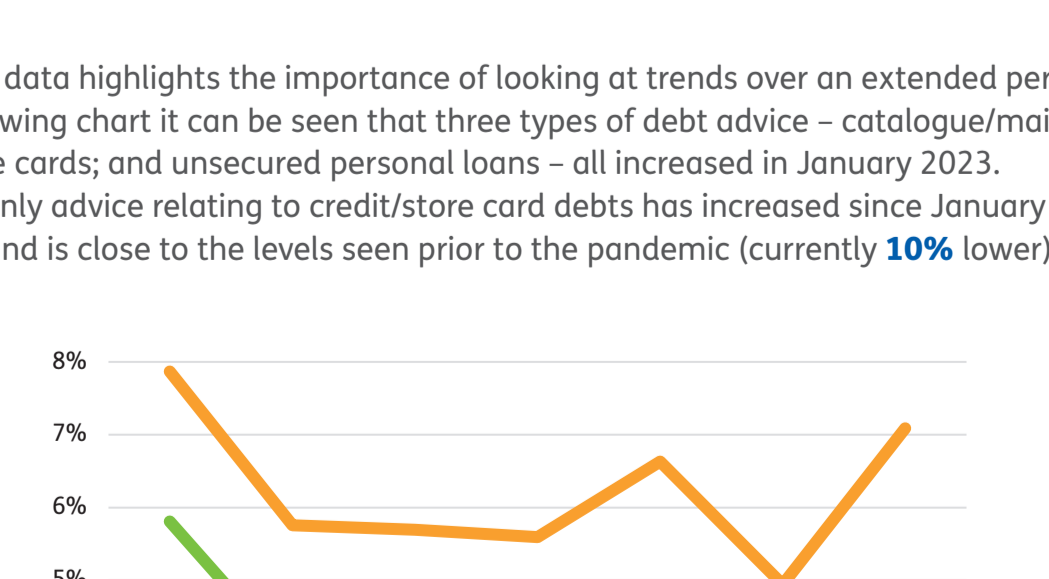 data highlights the importance of looking at trends over an extended per
wing chart it can be seen that three types of debt advice – catalogue/mai
e cards; and unsecured personal loans – all increased in January 2023.
nly advice relating to credit/store card debts has increased since January
nd is close to the levels seen prior to the pandemic (currently 10% lower)
8%
7%
6%
5%